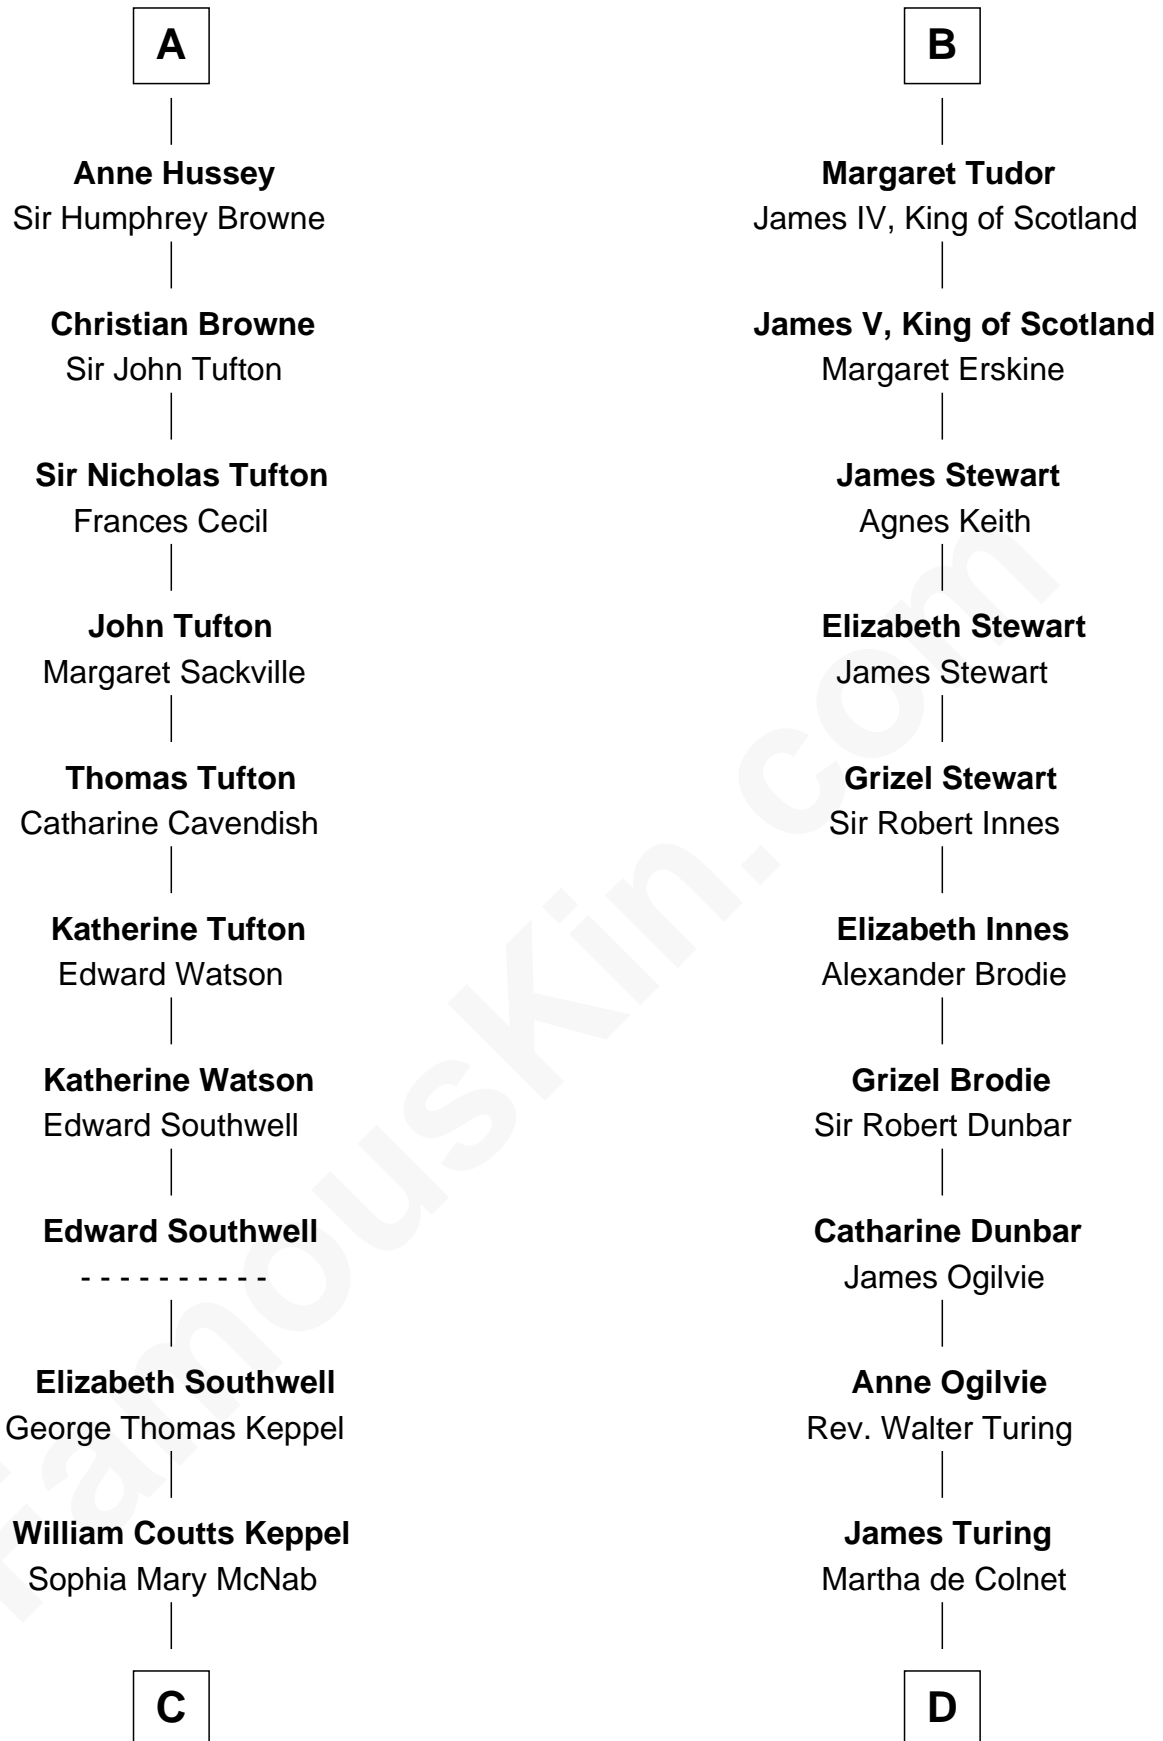 A
Anne Hussey
Sir Humphrey Browne
Christian Browne
Sir John Tufton
Sir Nicholas Tufton
Frances Cecil
John Tufton
Margaret Sackville
Thomas Tufton
Catharine Cavendish
Katherine Tufton
Edward Watson
Katherine Watson
Edward Southwell
Edward Southwell
- - - - - - - - - -
Elizabeth Southwell
George Thomas Keppel
William Coutts Keppel
Sophia Mary McNab
C
B
Margaret Tudor
James IV, King of Scotland
James V, King of Scotland
Margaret Erskine
James Stewart
Agnes Keith
Elizabeth Stewart
James Stewart
Grizel Stewart
Sir Robert Innes
Elizabeth Innes
Alexander Brodie
Grizel Brodie
Sir Robert Dunbar
Catharine Dunbar
James Ogilvie
Anne Ogilvie
Rev. Walter Turing
James Turing
Martha de Colnet
D
FamousKin.com